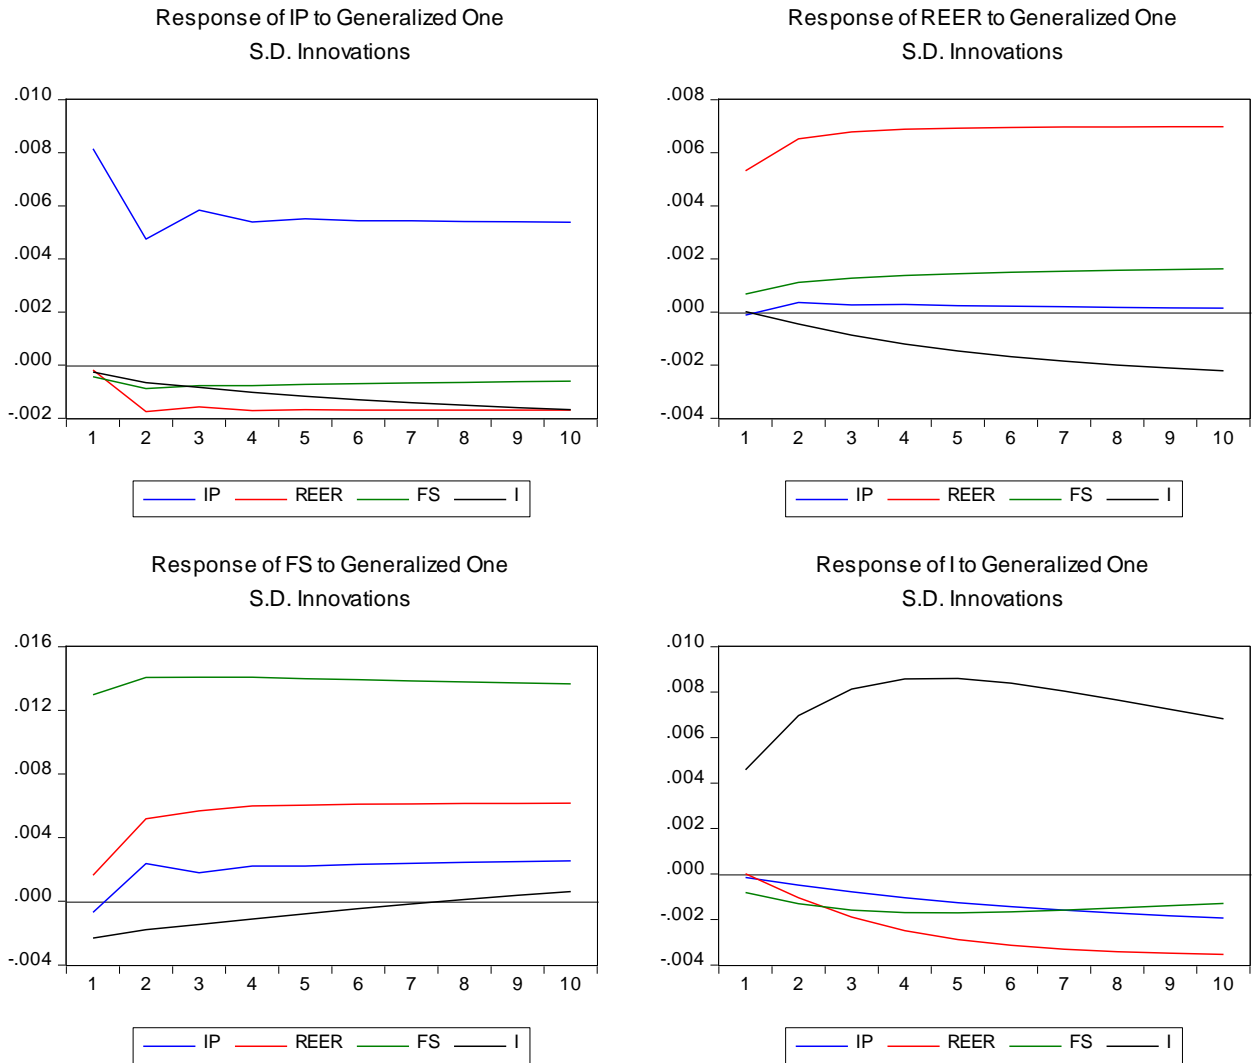 Response of IP to Generalized One
S.D. Innovations
.010
.008
.006
.004
.002
.000
-.002
1 2 3 4 5 6 7 8 9 10
IP REER FS I
Response of REER to Generalized One
S.D. Innovations
.008
.006
.004
.002
.000
-.002
-.004
1 2 3 4 5 6 7 8 9 10
IP REER FS I
Response of FS to Generalized One
S.D. Innovations
.016
.012
.008
.004
.000
-.004
1 2 3 4 5 6 7 8 9 10
IP REER FS I
Response of I to Generalized One
S.D. Innovations
.010
.008
.006
.004
.002
.000
-.002
-.004
1 2 3 4 5 6 7 8 9 10
IP REER FS I